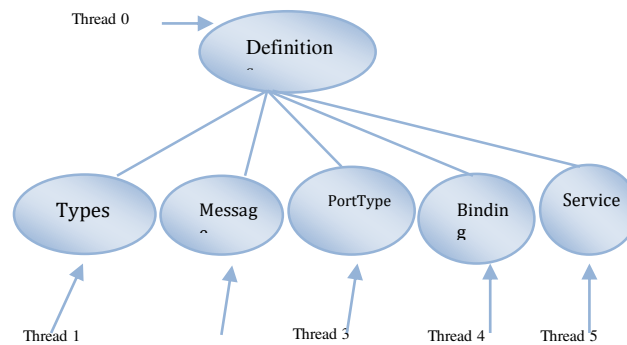 Thread 0
Definition
Types
Messag
PortType
Bindin
g
Service
Thread 1
Thread 3
Thread 4
Thread 5